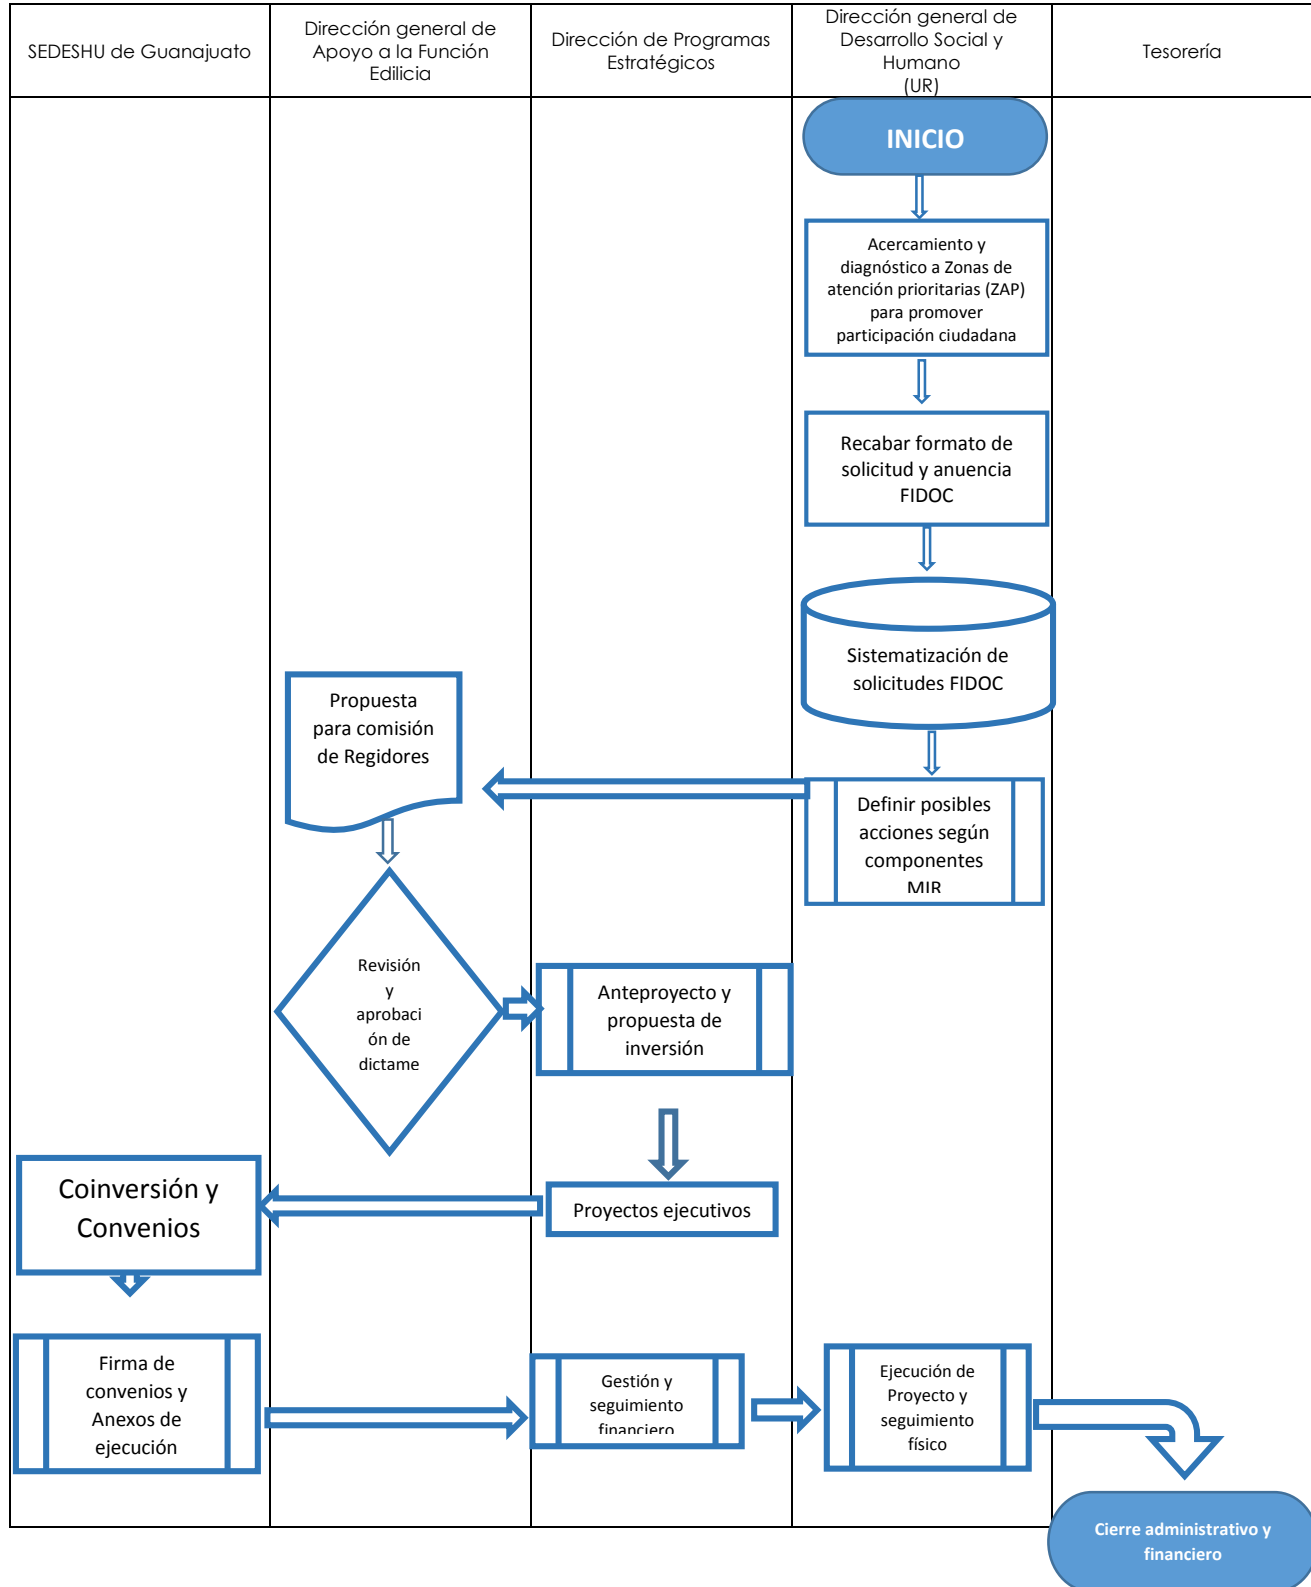 SEDESHU de Guanajuato
Dirección general de
Apoyo a la Función
Edilicia
Dirección de Programas
Estratégicos
Dirección general de
Desarrollo Social y
Humano
(UR)
Tesorería
INICIO
Acercamiento y
diagnóstico a Zonas de
atención prioritarias (ZAP)
para promover
participación ciudadana
Recabar formato de
solicitud y anuencia
FIDOC
Sistematización de
solicitudes FIDOC
Propuesta
para comisión
de Regidores
Definir posibles
acciones según
componentes
MIR
Revisión
y
aprobaci
ón de
dictame
Anteproyecto y
propuesta de
inversión
Proyectos ejecutivos
Coinversión y
Convenios
Firma de
convenios y
Anexos de
ejecución
Gestión y
seguimiento
financiero
Ejecución de
Proyecto y
seguimiento
físico
Cierre administrativo y
financiero